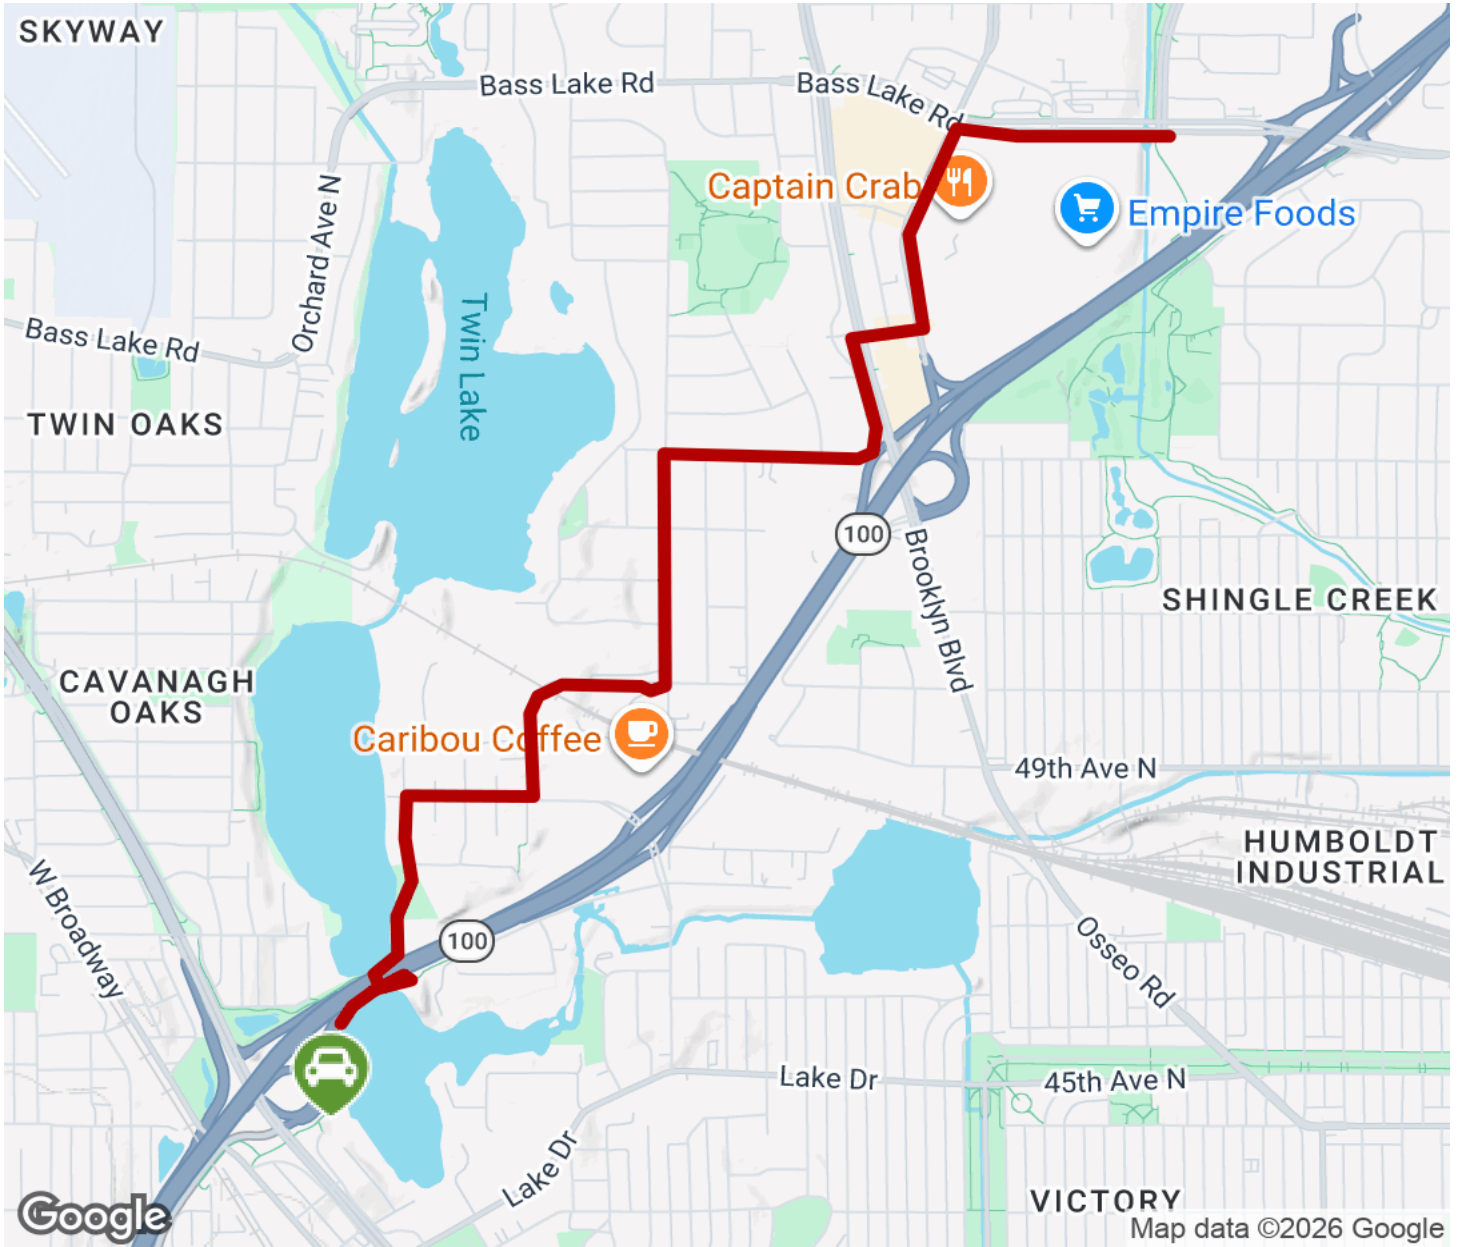 SKYWAY
Bass Lake Rd
Bass Lake Rd
Captain Crab
Empire Foods
Orchard Ave N
Bass Lake Rd
Twin Lake
TWIN OAKS
100
Brooklyn Blvd
SHINGLE CREEK
CAVANAGH
OAKS
Caribou Coffee
49th Ave N
HUMBOLDT
INDUSTRIAL
W Broadway
100
Osseo Rd
Lake Dr
45th Ave N
Lake Dr
VICTORY
Google
Map data ©2026 Google